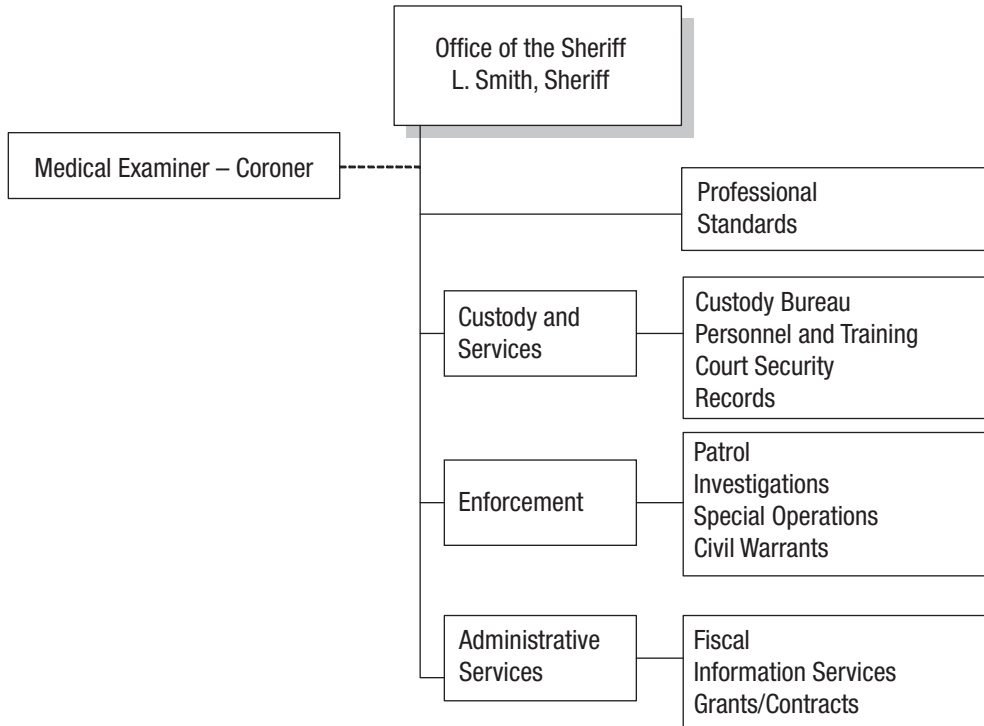 Office of the Sheriff
L. Smith, Sheriff
Medical Examiner – Coroner
Professional
Standards
Custody and
Services
Custody Bureau
Personnel and Training
Court Security
Records
Enforcement
Patrol
Investigations
Special Operations
Civil Warrants
Administrative
Services
Fiscal
Information Services
Grants/Contracts